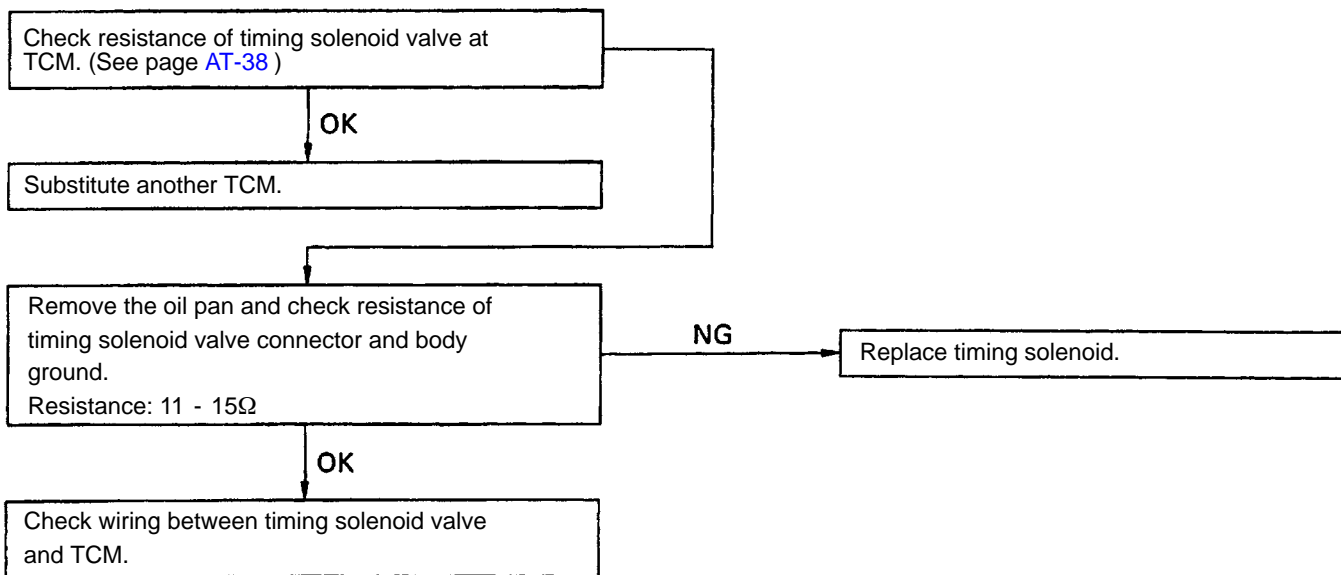 Check resistance of timing solenoid valve at
TCM. (See page AT-38 )
OK
Substitute another TCM.
Remove the oil pan and check resistance of
timing solenoid valve connector and body
ground.
Resistance: 11 - 15Ω
NG
Replace timing solenoid.
OK
Check wiring between timing solenoid valve
and TCM.